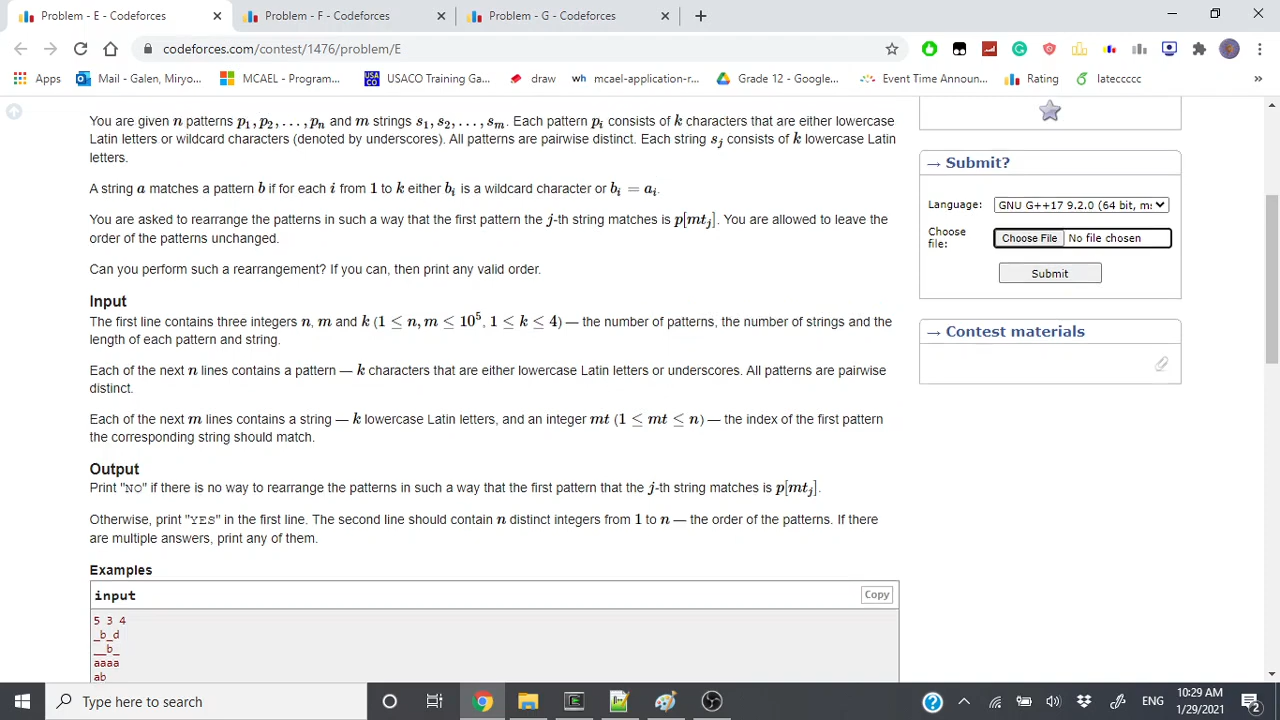 Problem - E - Codeforces
Problem - F - Codeforces
Problem - G - Codeforces
codeforces.com/contest/1476/problem/E
Apps
Mail - Galen, Miryo...
MCAEL - Program...
USACO Training Ga...
draw
wh mcael-application-r...
Grade 12 - Google...
Event Time Announ...
Rating
lateccccc
»
You are given n patterns p1, p2, ..., pn and m strings s1, s2, ..., sm. Each pattern pi consists of k characters that are either lowercase
Latin letters or wildcard characters (denoted by underscores). All patterns are pairwise distinct. Each string sj consists of k lowercase Latin
letters.
A string a matches a pattern b if for each i from 1 to k either bi is a wildcard character or bi = ai.
You are asked to rearrange the patterns in such a way that the first pattern the j-th string matches is p[mtj]. You are allowed to leave the
order of the patterns unchanged.
Can you perform such a rearrangement? If you can, then print any valid order.
Input
The first line contains three integers n, m and k (1 ≤ n, m ≤ 10^5, 1 ≤ k ≤ 4) — the number of patterns, the number of strings and the
length of each pattern and string.
Each of the next n lines contains a pattern — k characters that are either lowercase Latin letters or underscores. All patterns are pairwise
distinct.
Each of the next m lines contains a string — k lowercase Latin letters, and an integer mt (1 ≤ mt ≤ n) — the index of the first pattern
the corresponding string should match.
Output
Print "NO" if there is no way to rearrange the patterns in such a way that the first pattern that the j-th string matches is p[mtj].
Otherwise, print "YES" in the first line. The second line should contain n distinct integers from 1 to n — the order of the patterns. If there
are multiple answers, print any of them.
Examples
input
Copy
5 3 4
_b_d
__b_
aaaa
ab
→ Submit?
Language: GNU G++17 9.2.0 (64 bit, m
Choose
file:
Choose File No file chosen
Submit
→ Contest materials
Type here to search
ENG
10:29 AM
1/29/2021
2